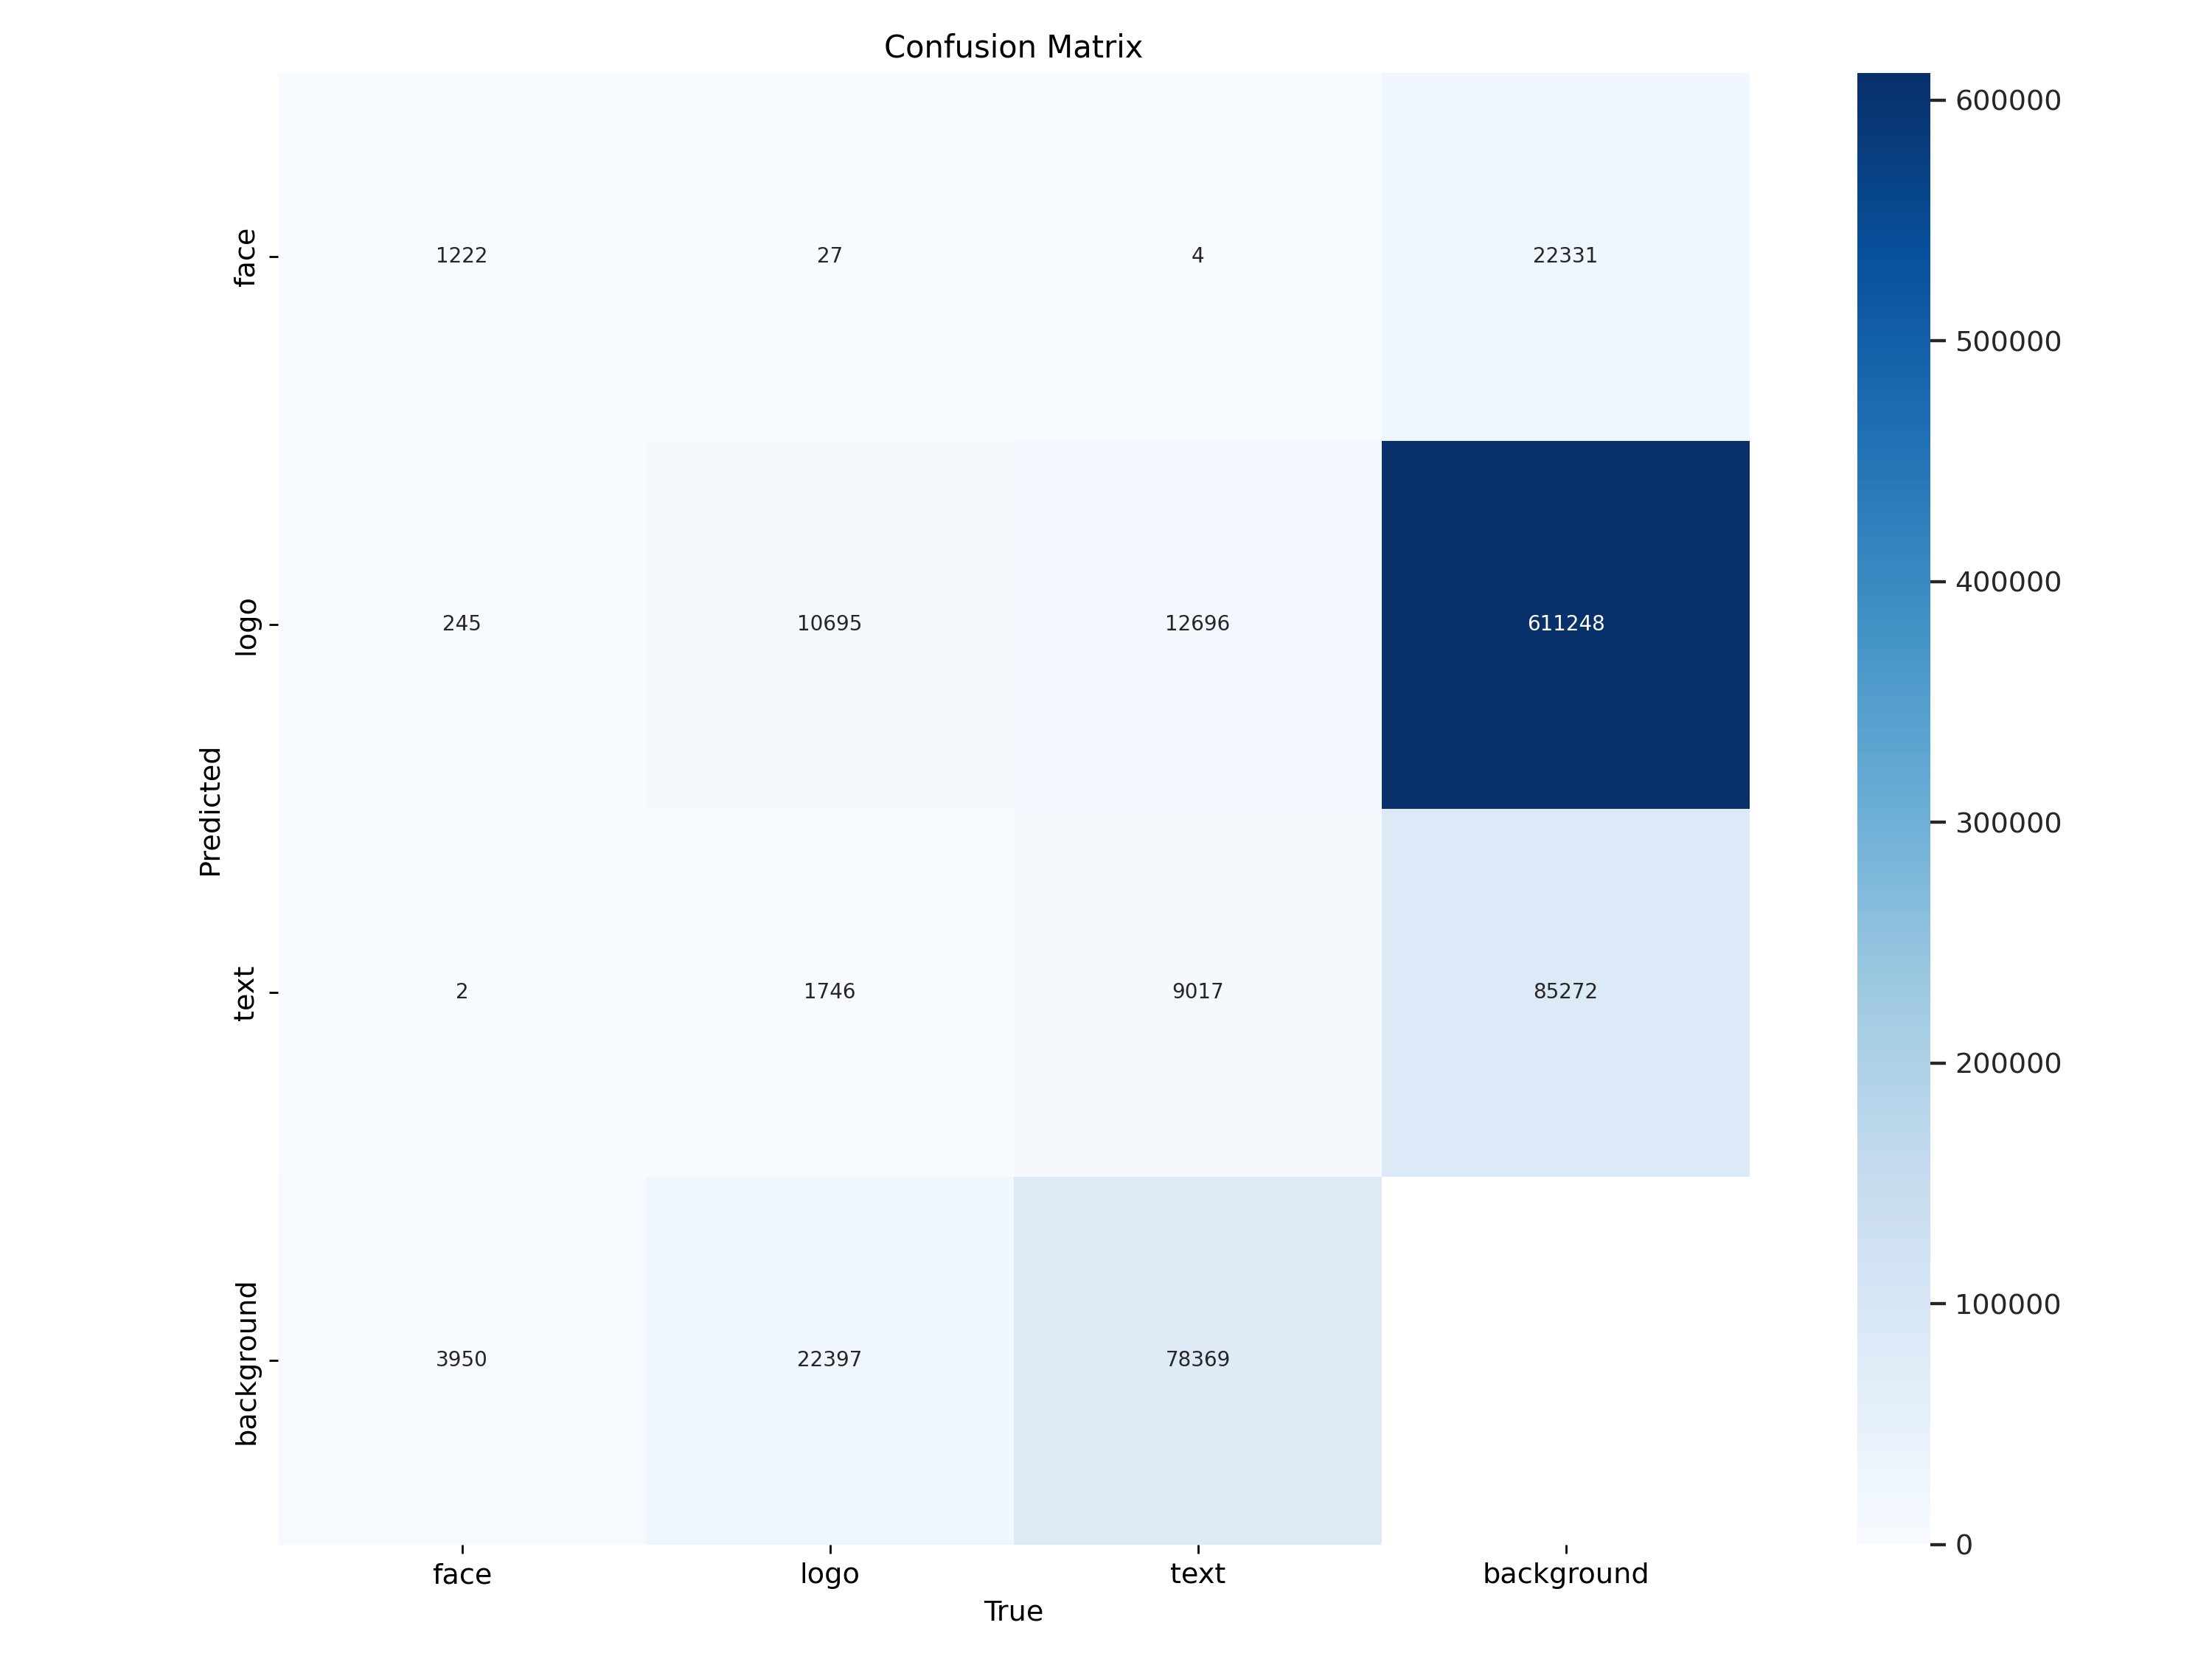 Confusion Matrix
face
1222
27
4
22331
logo
245
10695
12696
611248
text
2
1746
9017
85272
background
3950
22397
78369
Predicted
face
logo
text
background
True
600000
500000
400000
300000
200000
100000
0